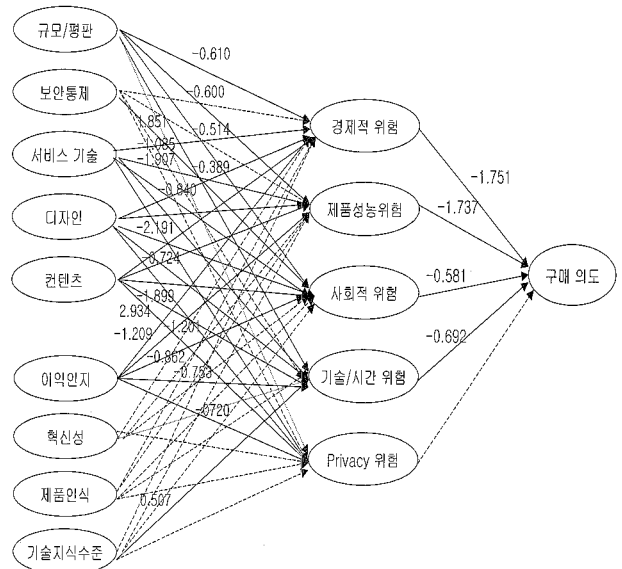 규모/평판
보안통제
서비스 기술
디자인
컨텐츠
이익인지
혁신성
제품인식
기술지식수준
-0.610
-0.600
-1.851
-0.514
-1.085
-1.907
-0.389
-0.840
-2.191
-0.724
-1.899
2.934
-1.201
-1.209
-0.862
-0.753
-0720
0.507
경제적 위험
제품성능위험
사회적 위험
기술/시간 위험
Privacy 위험
-1.751
-1.737
-0.581
-0.692
구매 의도